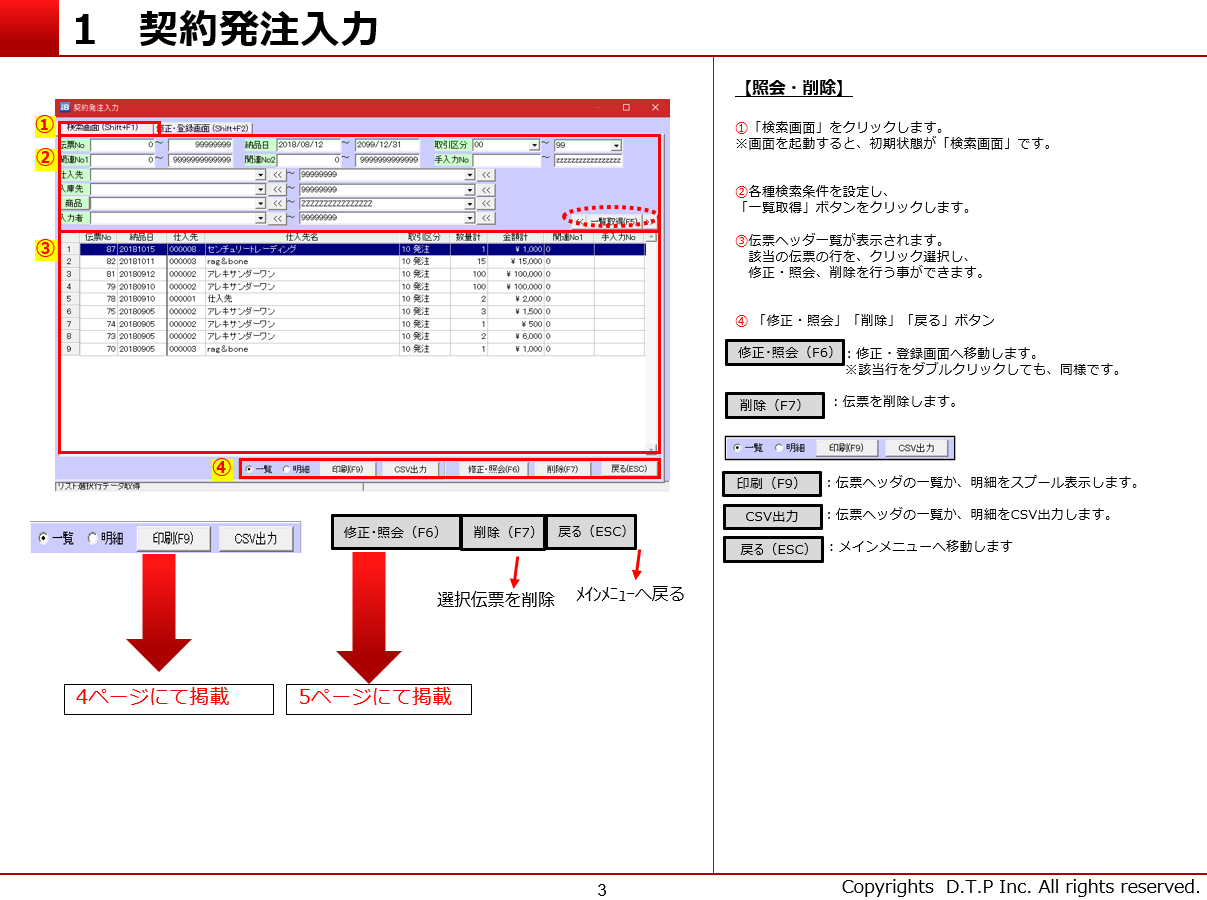 1 契約発注入力
契約発注入力
① 検索画面 (Shift+F1) 修正・登録画面 (Shift+F2)
伝票No 0 ～ 99999999 納品日 2018/08/12 ～ 2099/12/31 取引区分 00 ～ 99
② 関連No1 0 ～ 9999999999999 関連No2 0 ～ 9999999999999 手入力No ～ zzzzzzzzzzzzzzzzz
仕入先 << ～ 99999999 <<
入庫先 << ～ 99999999 <<
商品 << ～ ZZZZZZZZZZZZZZZZ <<
入力者 << ～ 99999999 <<
<< 一覧取得(F5) >>
③ 伝票No 納品日 仕入先 仕入先名 取引区分 数量計 金額計 関連No1 手入力No
1 87 20181015 000008 センチュリートレーディング 10 発注 1 ¥ 1,000 0
2 82 20181011 000003 rag&bone 10 発注 15 ¥ 15,000 0
3 81 20180912 000002 アレキサンダーワン 10 発注 100 ¥ 100,000 0
4 79 20180910 000002 アレキサンダーワン 10 発注 100 ¥ 100,000 0
5 78 20180910 000001 仕入先 10 発注 2 ¥ 2,000 0
6 75 20180905 000002 アレキサンダーワン 10 発注 3 ¥ 1,500 0
7 74 20180905 000002 アレキサンダーワン 10 発注 1 ¥ 500 0
8 73 20180905 000002 アレキサンダーワン 10 発注 2 ¥ 6,000 0
9 70 20180905 000003 rag&bone 10 発注 1 ¥ 1,000 0
④ 一覧 明細 印刷(F9) CSV出力 修正・照会(F6) 削除(F7) 戻る(ESC)
リスト選択行データ取得
一覧 明細 印刷(F9) CSV出力
修正・照会（F6） 削除（F7） 戻る（ESC）
選択伝票を削除
ﾒｲﾝﾒﾆｭｰへ戻る
4ページにて掲載
5ページにて掲載
【照会・削除】
①「検索画面」をクリックします。
※画面を起動すると、初期状態が「検索画面」です。
②各種検索条件を設定し、
「一覧取得」ボタンをクリックします。
③伝票ヘッダ一覧が表示されます。
該当の伝票の行を、クリック選択し、
修正・照会、削除を行う事ができます。
④ 「修正・照会」「削除」「戻る」ボタン
修正・照会（F6）：修正・登録画面へ移動します。
※該当行をダブルクリックしても、同様です。
削除（F7）：伝票を削除します。
一覧 明細 印刷(F9) CSV出力
印刷（F9）：伝票ヘッダの一覧か、明細をスプール表示します。
CSV出力：伝票ヘッダの一覧か、明細をCSV出力します。
戻る（ESC）：メインメニューへ移動します
3
Copyrights D.T.P Inc. All rights reserved.